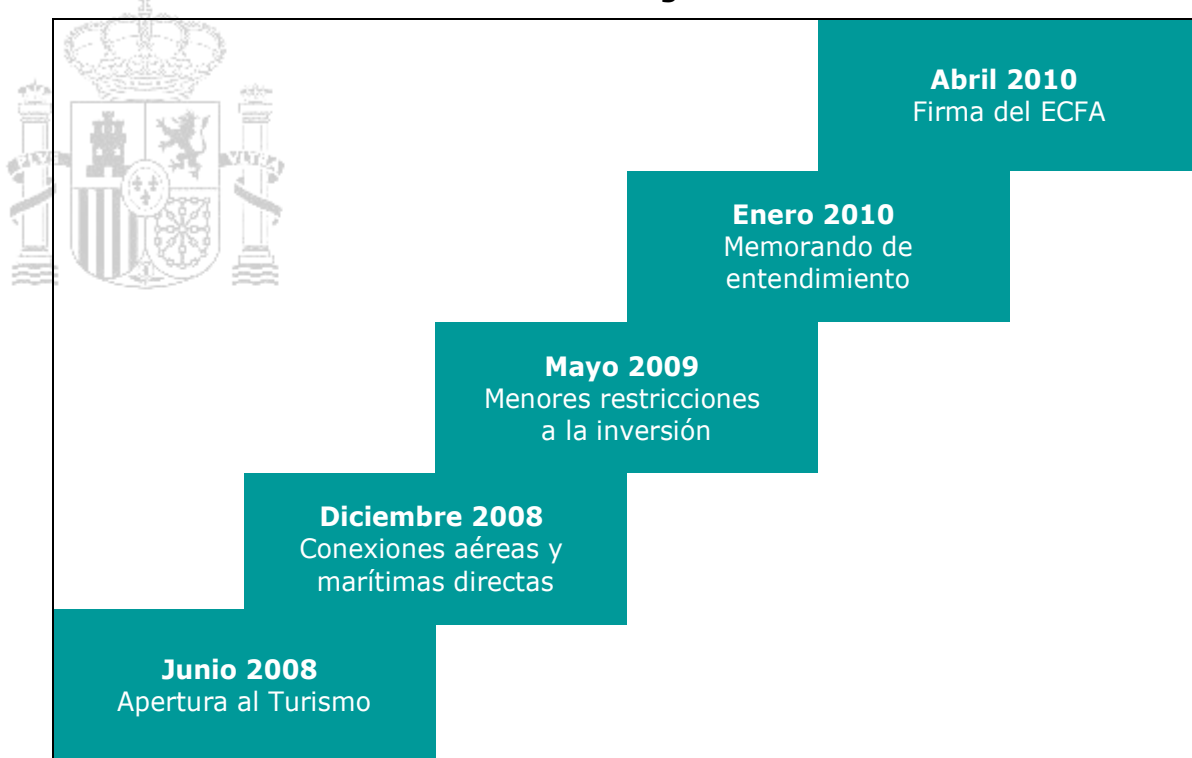 Abril 2010
Firma del ECFA
Enero 2010
Memorando de
entendimiento
Mayo 2009
Menores restricciones
a la inversión
Diciembre 2008
Conexiones aéreas y
marítimas directas
Junio 2008
Apertura al Turismo